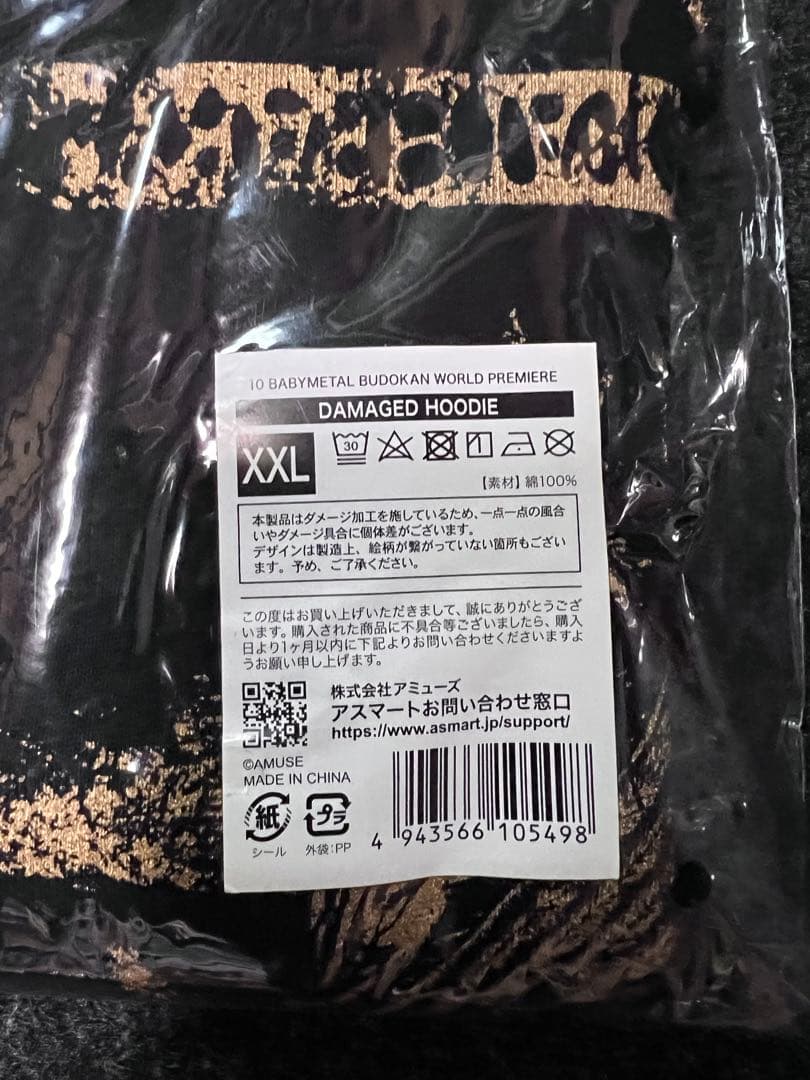 10 BABYMETAL BUDOKAN WORLD PREMIERE
DAMAGED HOODIE
XXL
30
【素材】綿100%
本製品はダメージ加工を施しているため、一点一点の風合
いやダメージ具合に個体差がございます。
デザインは製造上、絵柄が繋がっていない箇所もござい
ます。予め、ご了承ください。
この度はお買い上げいただきまして、誠にありがとうござ
います。購入された商品に不具合等ございましたら、購入
日より1ヶ月以内に下記よりお問い合わせくださいますよ
うお願い申し上げます。
株式会社アミューズ
アスマートお問い合わせ窓口
https://www.asmart.jp/support/
©AMUSE
MADE IN CHINA
紙
プラ
シール
外袋:PP
4 943566 105498